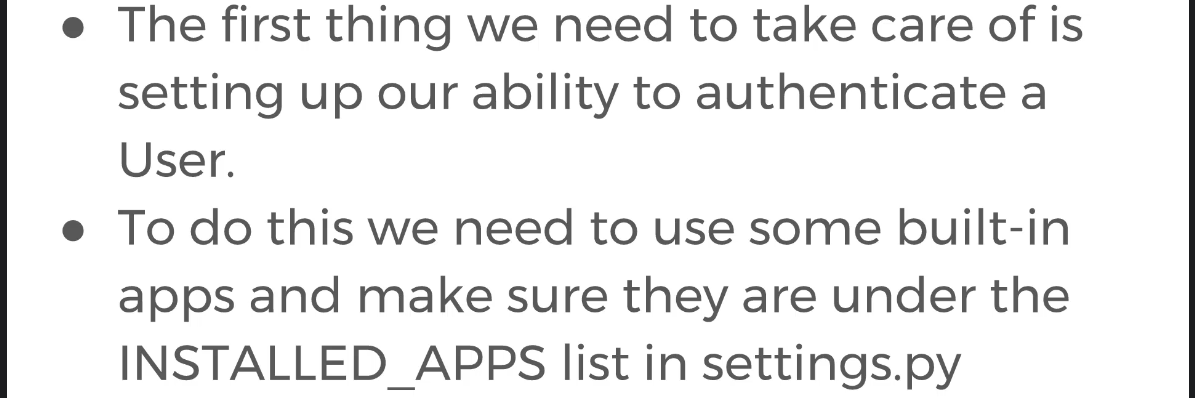 ● The first thing we need to take care of is
setting up our ability to authenticate a
User.
● To do this we need to use some built-in
apps and make sure they are under the
INSTALLED_APPS list in settings.py